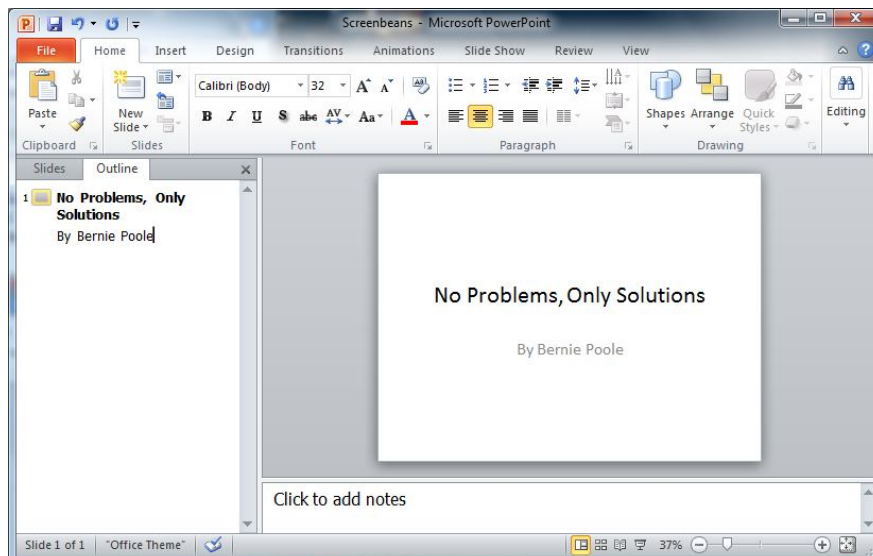 Screenbeans - Microsoft PowerPoint
File Home Insert Design Transitions Animations Slide Show Review View
Calibri (Body) 32
Paste New Slide Shapes Arrange Quick Styles Editing
B I U S abc AV Aa A
Clipboard Slides Font Paragraph Drawing
Slides Outline
1 No Problems, Only
Solutions
By Bernie Poole
No Problems, Only Solutions
By Bernie Poole
Click to add notes
Slide 1 of 1 "Office Theme" 37%